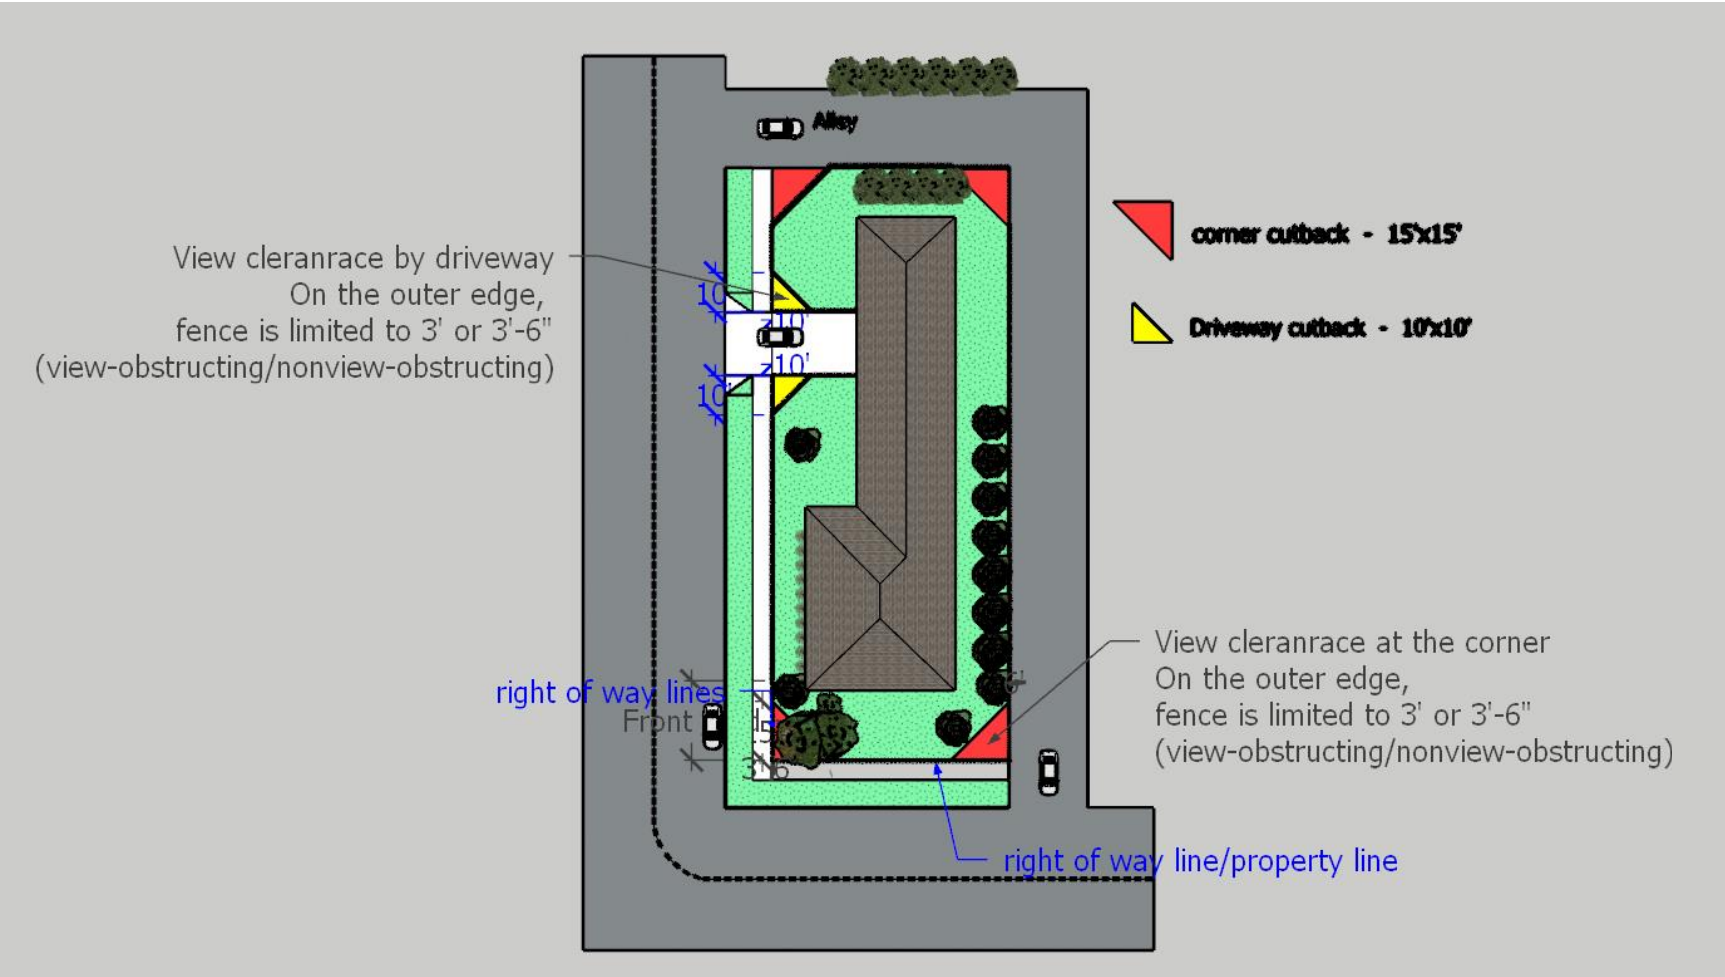 Alley
corner cutback - 15'x15'
View cleranrace by driveway
On the outer edge,
fence is limited to 3' or 3'-6"
(view-obstructing/nonview-obstructing)
10'
10'
Driveway cutback - 10'x10'
10'
10'
View cleranrace at the corner
On the outer edge,
fence is limited to 3' or 3'-6"
(view-obstructing/nonview-obstructing)
right of way lines
Front
right of way line/property line